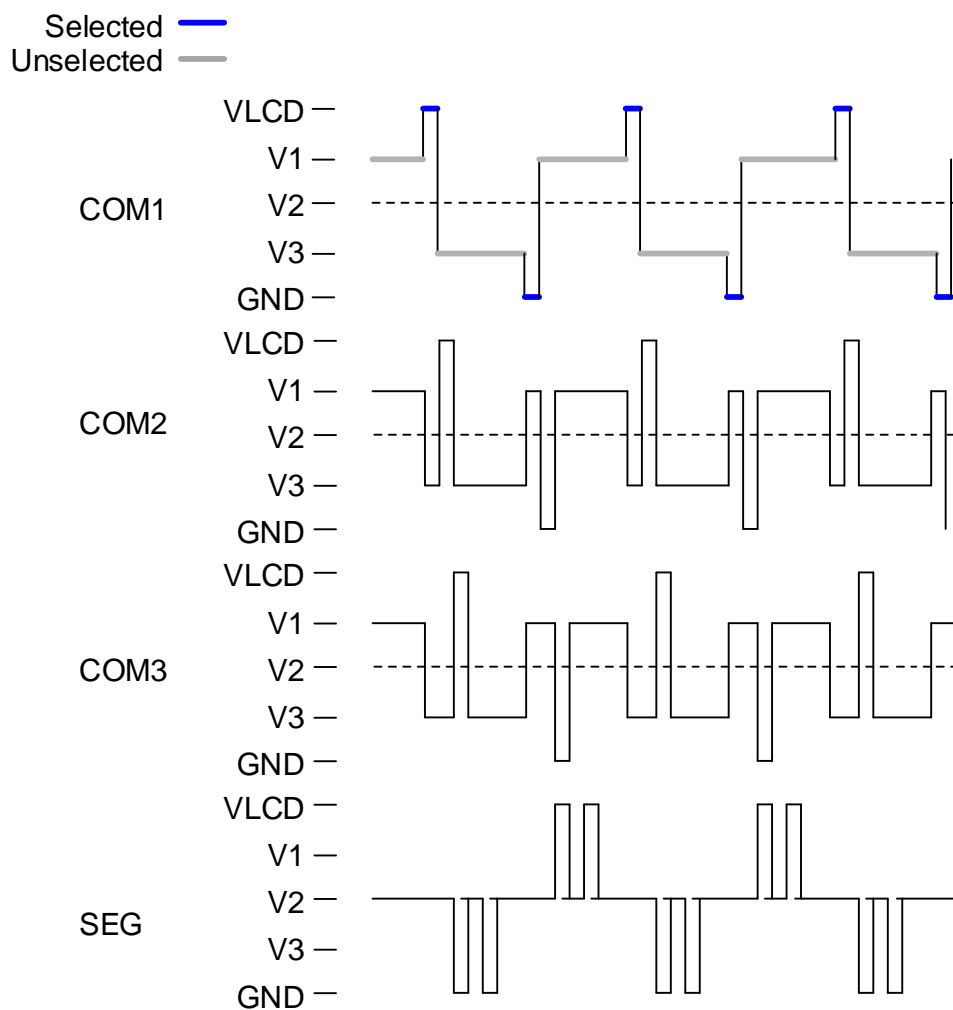 Selected
Unselected
VLCD
V1
COM1
V2
V3
GND
VLCD
V1
COM2
V2
V3
GND
VLCD
V1
COM3
V2
V3
GND
VLCD
V1
V2
SEG
V3
GND